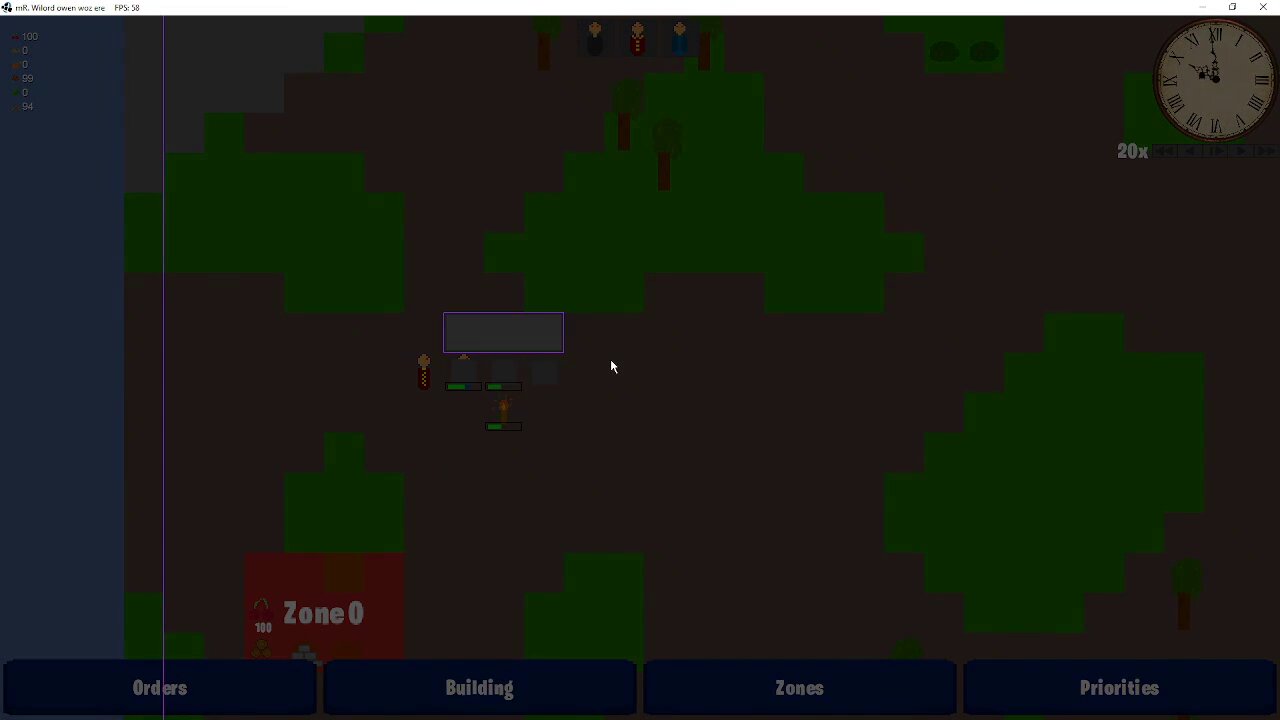 mR. Wilord owen woz ere FPS: 58
100
0
0
99
0
94
XII
20x
Zone 0
100
Orders
Building
Zones
Priorities